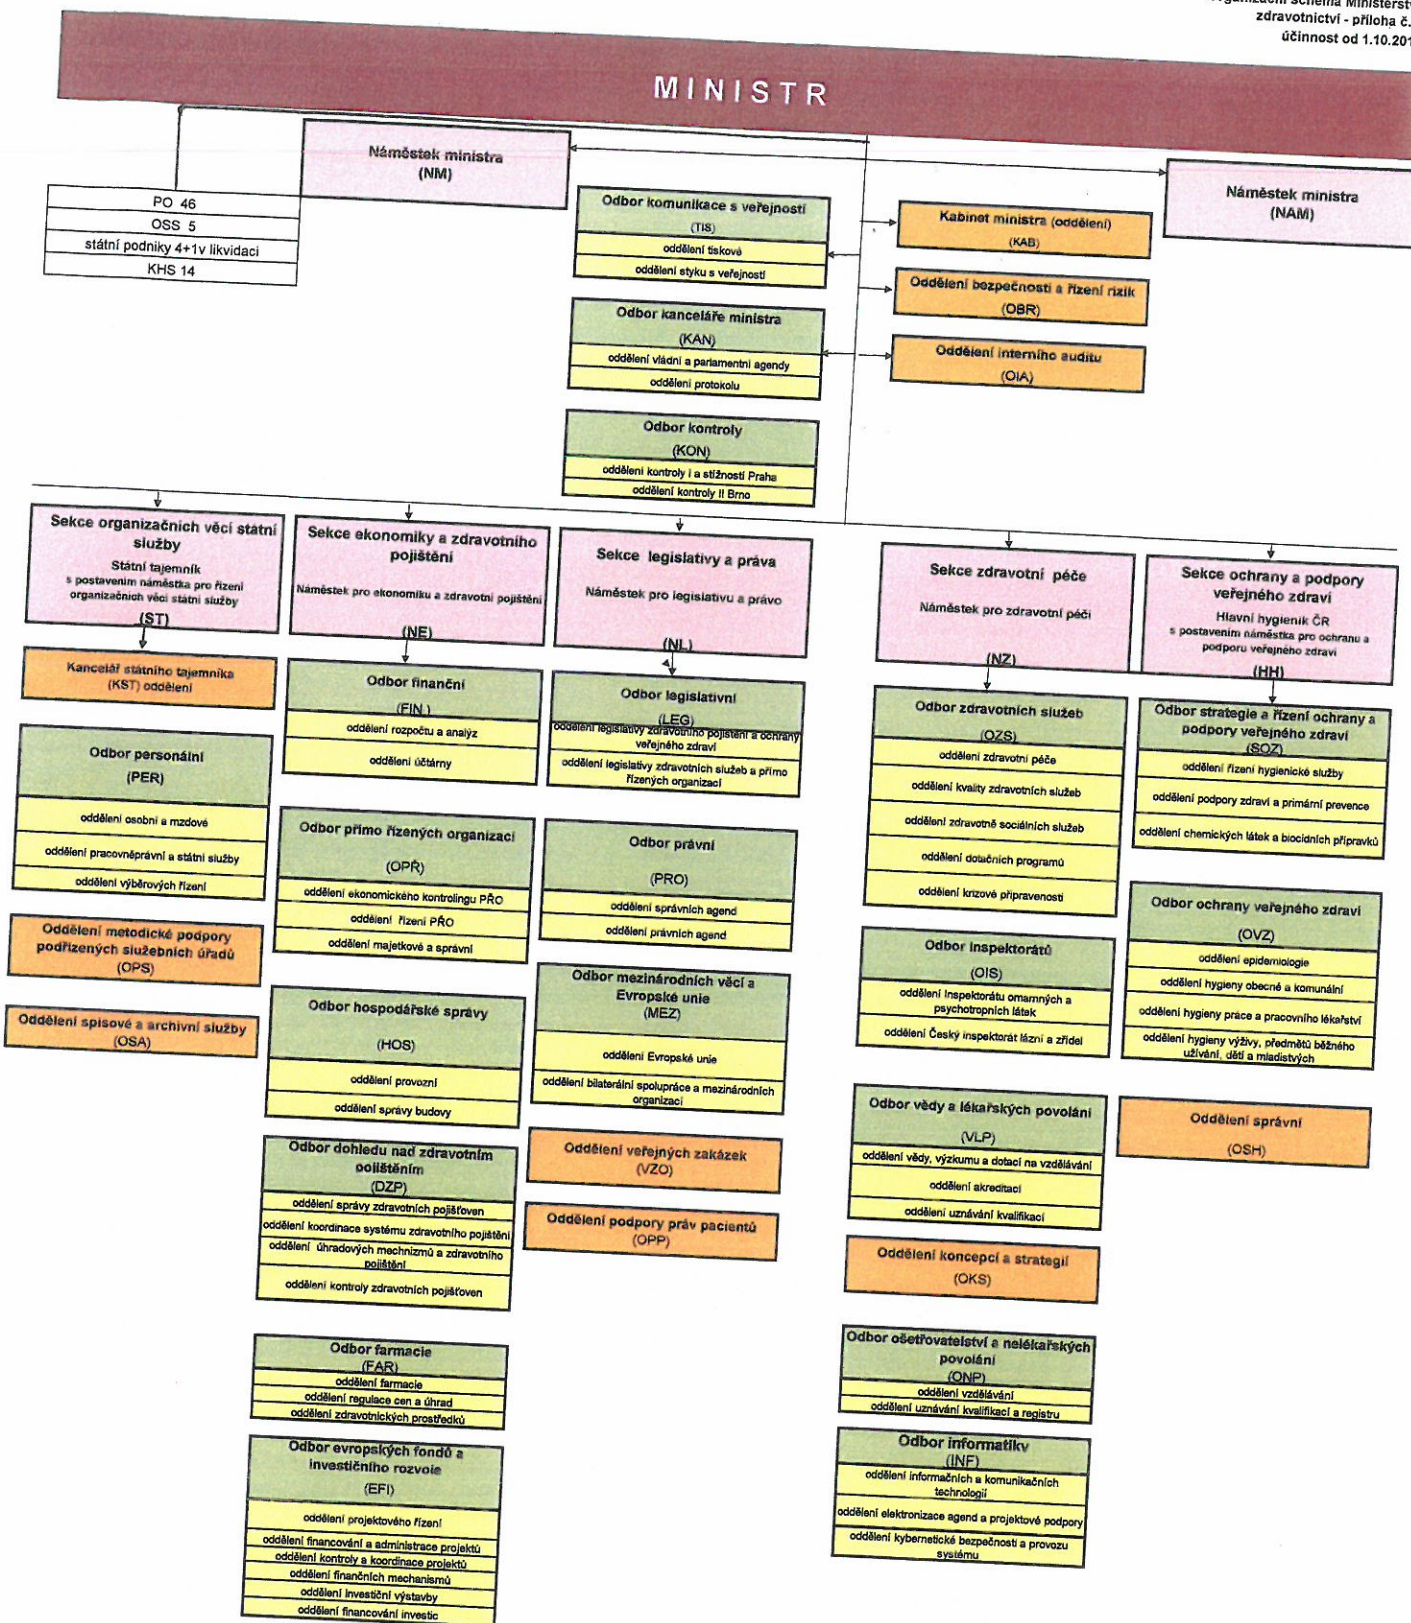 organizační schéma Ministerstv
zdravotnictví - příloha č.
účinnost od 1.10.201
MINISTR
Náměstek ministra
(NM)
Náměstek ministra
(NAM)
PO 46
OSS 5
státní podniky 4+1v likvidaci
KHS 14
Odbor komunikace s veřejností
(TIS)
oddělení tiskové
oddělení styku s veřejností
Kabinet ministra (oddělení)
(KAB)
Oddělení bezpečnosti a řízení rizik
(OBR)
Odbor kanceláře ministra
(KAN)
oddělení vládní a parlamentní agendy
oddělení protokolu
Oddělení interního auditu
(OIA)
Odbor kontroly
(KON)
oddělení kontroly I a stížností Praha
oddělení kontroly II Brno
Sekce organizačních věcí státní
služby
Státní tajemník
s postavením náměstka pro řízení
organizačních věcí státní služby
(ST)
Kancelář státního tajemníka
(KST) oddělení
Odbor personální
(PER)
oddělení osobní a mzdové
oddělení pracovněprávní a státní služby
oddělení výběrových řízení
Oddělení metodické podpory
podřízených služebních úřadů
(OPS)
Oddělení spisové a archivní služby
(OSA)
Sekce ekonomiky a zdravotního
pojištění
Náměstek pro ekonomiku a zdravotní pojištění
(NE)
Odbor finanční
(FIN )
oddělení rozpočtu a analýz
oddělení účtárny
Odbor přímo řízených organizací
(OPŘ)
oddělení ekonomického kontrolingu PŘO
oddělení řízení PŘO
oddělení majetkové a správní
Odbor hospodářské správy
(HOS)
oddělení provozní
oddělení správy budovy
Odbor dohledu nad zdravotním
pojištěním
(DZP)
oddělení správy zdravotních pojišťoven
oddělení koordinace systému zdravotního pojištění
oddělení úhradových mechnizmů a zdravotního
pojištění
oddělení kontroly zdravotních pojišťoven
Odbor farmacie
(FAR)
oddělení farmacie
oddělení regulace cen a úhrad
oddělení zdravotnických prostředků
Odbor evropských fondů a
investičního rozvoje
(EFI)
oddělení projektového řízení
oddělení financování a administrace projektů
oddělení kontroly a koordinace projektů
oddělení finančních mechanismů
oddělení investiční výstavby
oddělení financování investic
Sekce legislativy a práva
Náměstek pro legislativu a právo
(NL)
Odbor legislativní
(LEG)
oddělení legislativy zdravotního pojištění a ochrany
veřejného zdraví
oddělení legislativy zdravotních služeb a přímo
řízených organizací
Odbor právní
(PRO)
oddělení správních agend
oddělení právních agend
Odbor mezinárodních věcí a
Evropské unie
(MEZ)
oddělení Evropské unie
oddělení bilaterální spolupráce a mezinárodních
organizací
Oddělení veřejných zakázek
(VZO)
Oddělení podpory práv pacientů
(OPP)
Sekce zdravotní péče
Náměstek pro zdravotní péči
(NZ)
Odbor zdravotních služeb
(OZS)
oddělení zdravotní péče
oddělení kvality zdravotních služeb
oddělení zdravotně sociálních služeb
oddělení dotačních programů
oddělení krizové připravenosti
Odbor inspektorátů
(OIS)
oddělení Inspektorátu omamných a
psychotropních látek
oddělení Český inspektorát lázní a zřídel
Odbor vědy a lékařských povolání
(VLP)
oddělení vědy, výzkumu a dotací na vzdělávání
oddělení akreditací
oddělení uznávání kvalifikací
Oddělení koncepcí a strategií
(OKS)
Odbor ošetřovatelství a nelékařských
povolání
(ONP)
oddělení vzdělávání
oddělení uznávání kvalifikací a registru
Odbor informatiky
(INF)
oddělení informačních a komunikačních
technologií
oddělení elektronizace agend a projektové podpory
oddělení kybernetické bezpečnosti a provozu
systému
Sekce ochrany a podpory
veřejného zdraví
Hlavní hygienik ČR
s postavením náměstka pro ochranu a
podporu veřejného zdraví
(HH)
Odbor strategie a řízení ochrany a
podpory veřejného zdraví
(SOZ)
oddělení řízení hygienické služby
oddělení podpory zdraví a primární prevence
oddělení chemických látek a biocidních přípravků
Odbor ochrany veřejného zdraví
(OVZ)
oddělení epidemiologie
oddělení hygieny obecné a komunální
oddělení hygieny práce a pracovního lékařství
oddělení hygieny výživy, předmětů běžného
užívání, dětí a mladistvých
Oddělení správní
(OSH)